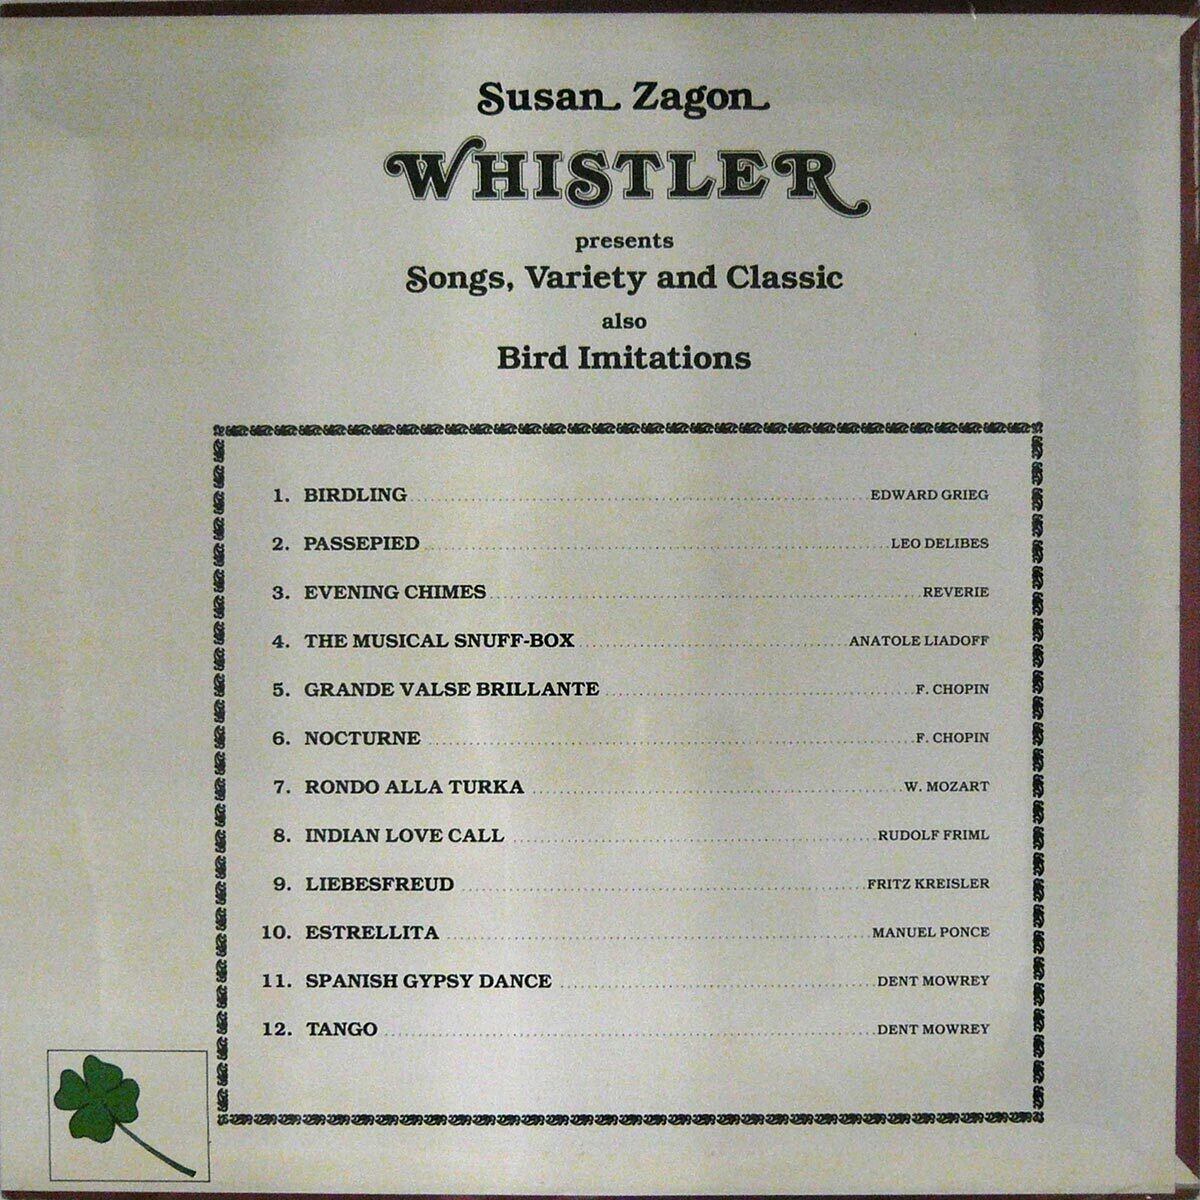 Susan Zagon
WHISTLER
presents
Songs, Variety and Classic
also
Bird Imitations
1. BIRDLING EDWARD GRIEG
2. PASSEPIED LEO DELIBES
3. EVENING CHIMES REVERIE
4. THE MUSICAL SNUFF-BOX ANATOLE LIADOFF
5. GRANDE VALSE BRILLANTE F. CHOPIN
6. NOCTURNE F. CHOPIN
7. RONDO ALLA TURKA W. MOZART
8. INDIAN LOVE CALL RUDOLF FRIML
9. LIEBESFREUD FRITZ KREISLER
10. ESTRELLITA MANUEL PONCE
11. SPANISH GYPSY DANCE DENT MOWREY
12. TANGO DENT MOWREY